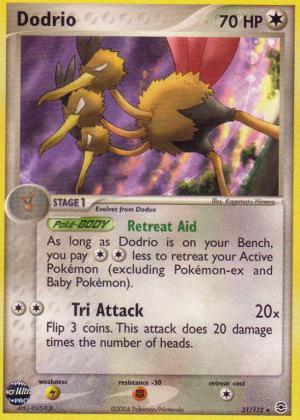 Dodrio 70 HP
Illus. Kagemaru Himeno
STAGE 1
Evolves from Doduo
Poké-BODY Retreat Aid
As long as Dodrio is on your Bench,
you pay less to retreat your Active
Pokémon (excluding Pokémon-ex and
Baby Pokémon).
Tri Attack 20x
Flip 3 coins. This attack does 20 damage
times the number of heads.
weakness resistance -30 retreat cost
©2004 Pokémon/Nintendo
21/112